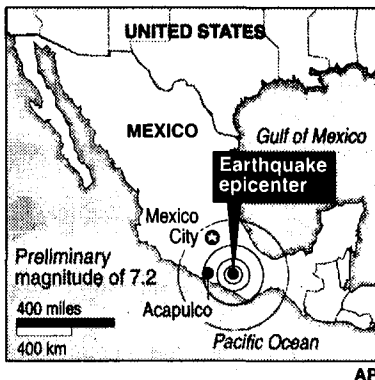 UNITED STATES
MEXICO
Gulf of Mexico
Earthquake
epicenter
Mexico
City
Preliminary
magnitude of 7.2
400 miles
400 km
Acapulco
Pacific Ocean
AP